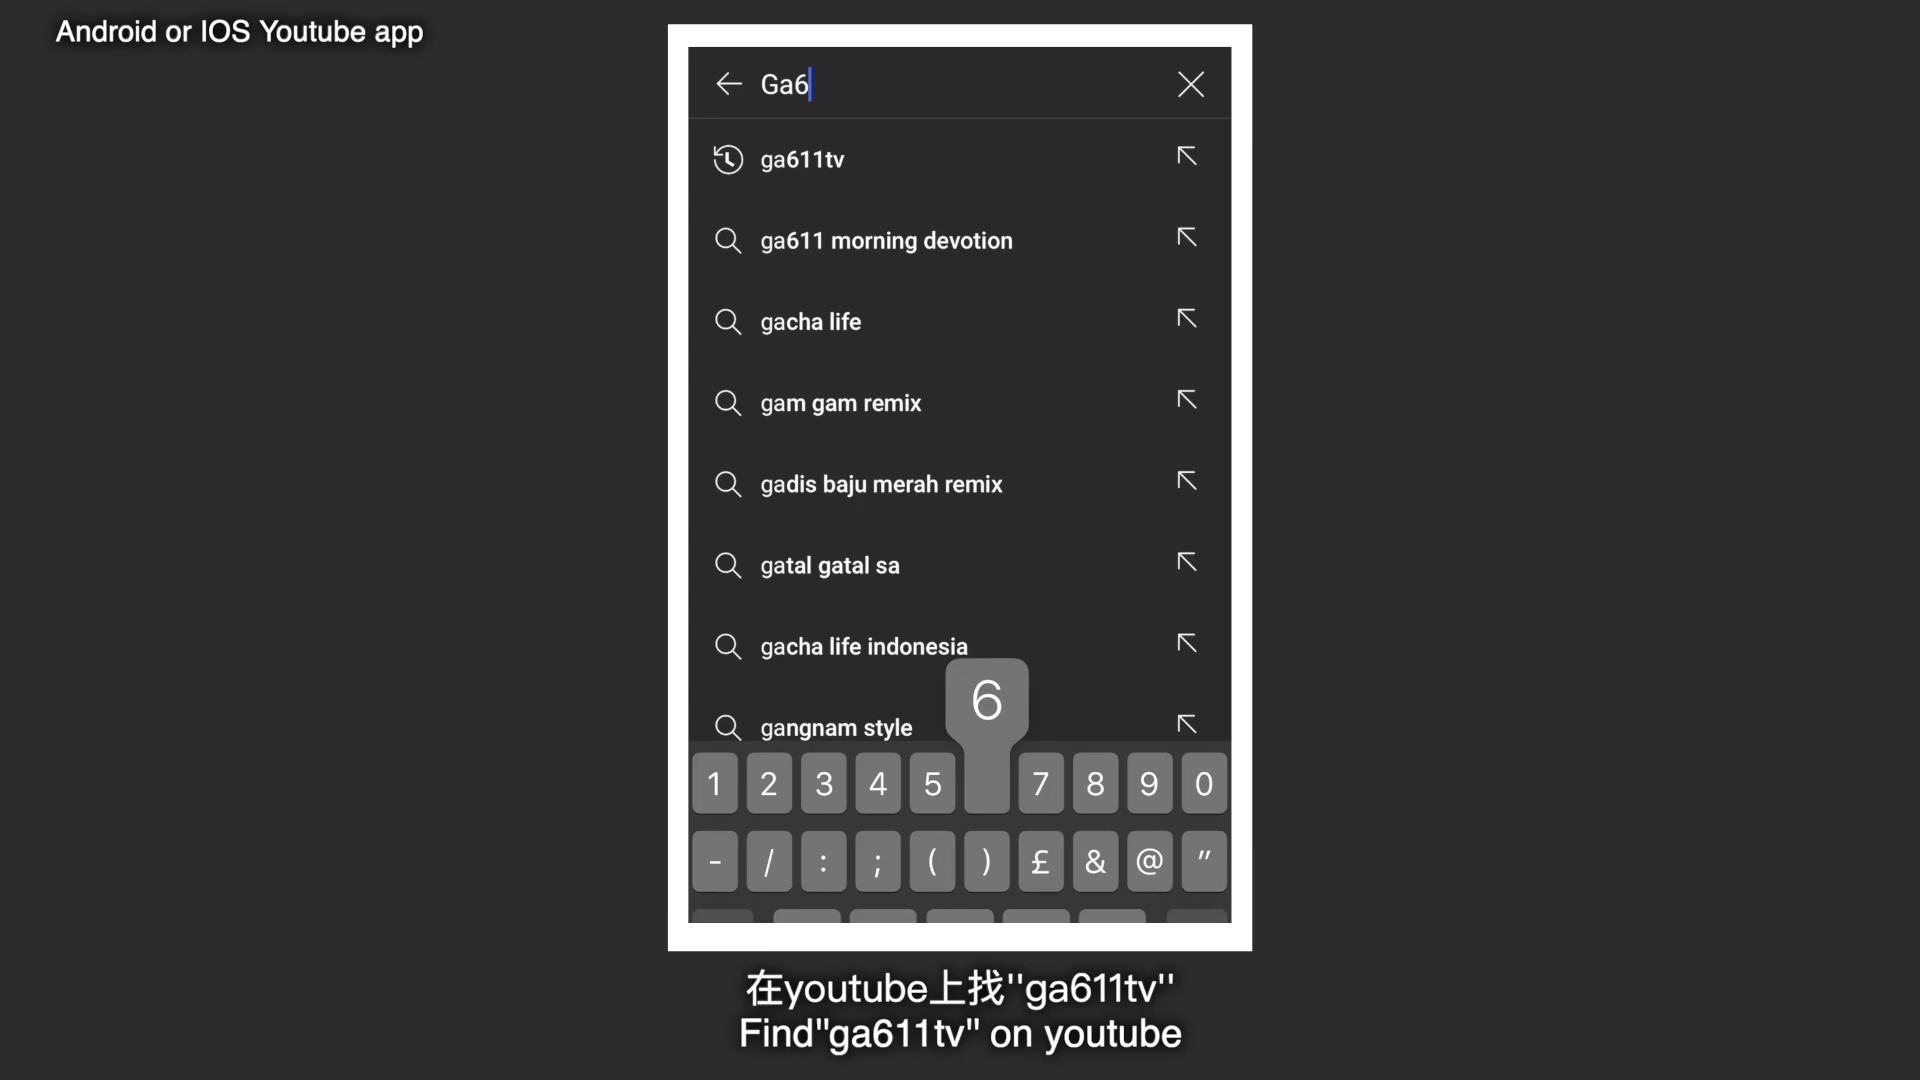 Android or IOS Youtube app
Ga6
ga611tv
ga611 morning devotion
gacha life
gam gam remix
gadis baju merah remix
gatal gatal sa
gacha life indonesia
gangnam style
6
1 2 3 4 5 7 8 9 0
- / : ; ( ) £ & @ "
在youtube上找''ga611tv''
Find"ga611tv" on youtube